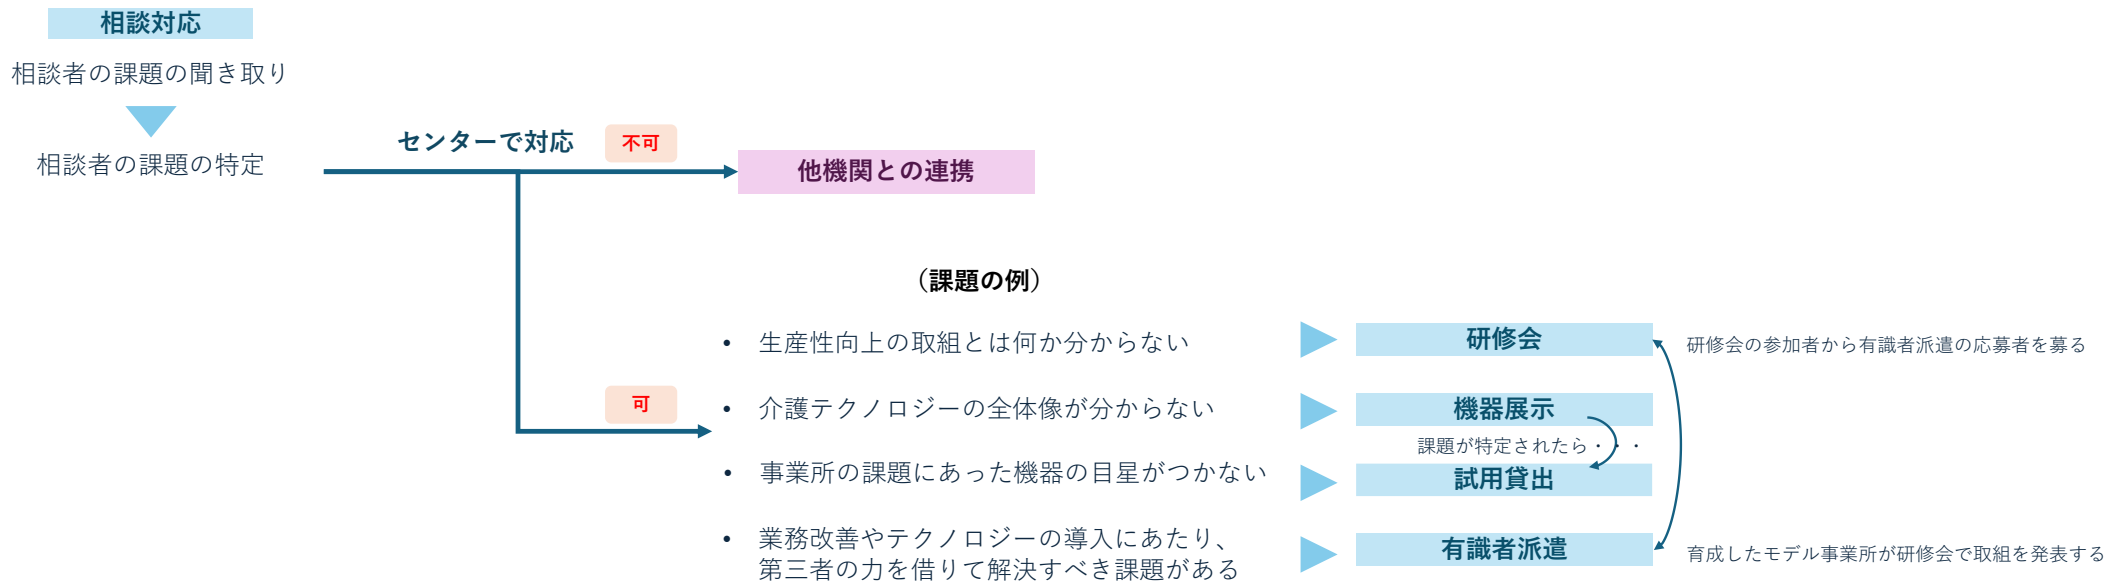 相談対応
相談者の課題の聞き取り
相談者の課題の特定
センターで対応
不可
他機関との連携
（課題の例）
可
• 生産性向上の取組とは何か分からない
研修会
研修会の参加者から有識者派遣の応募者を募る
• 介護テクノロジーの全体像が分からない
機器展示
課題が特定されたら・・・
• 事業所の課題にあった機器の目星がつかない
試用貸出
• 業務改善やテクノロジーの導入にあたり、
第三者の力を借りて解決すべき課題がある
有識者派遣
育成したモデル事業所が研修会で取組を発表する